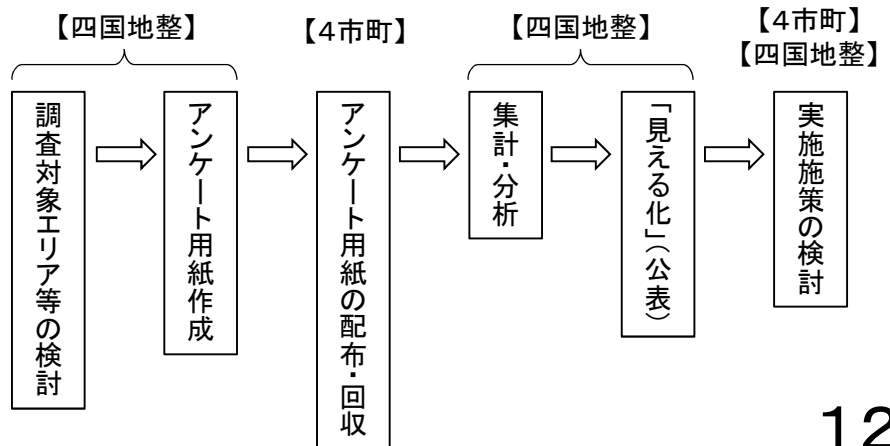 【四国地整】
【4市町】
【四国地整】
【4市町】
【四国地整】
調査対象エリア等の検討
アンケート用紙作成
アンケート用紙の配布・回収
集計・分析
「見える化」（公表）
実施施策の検討
12